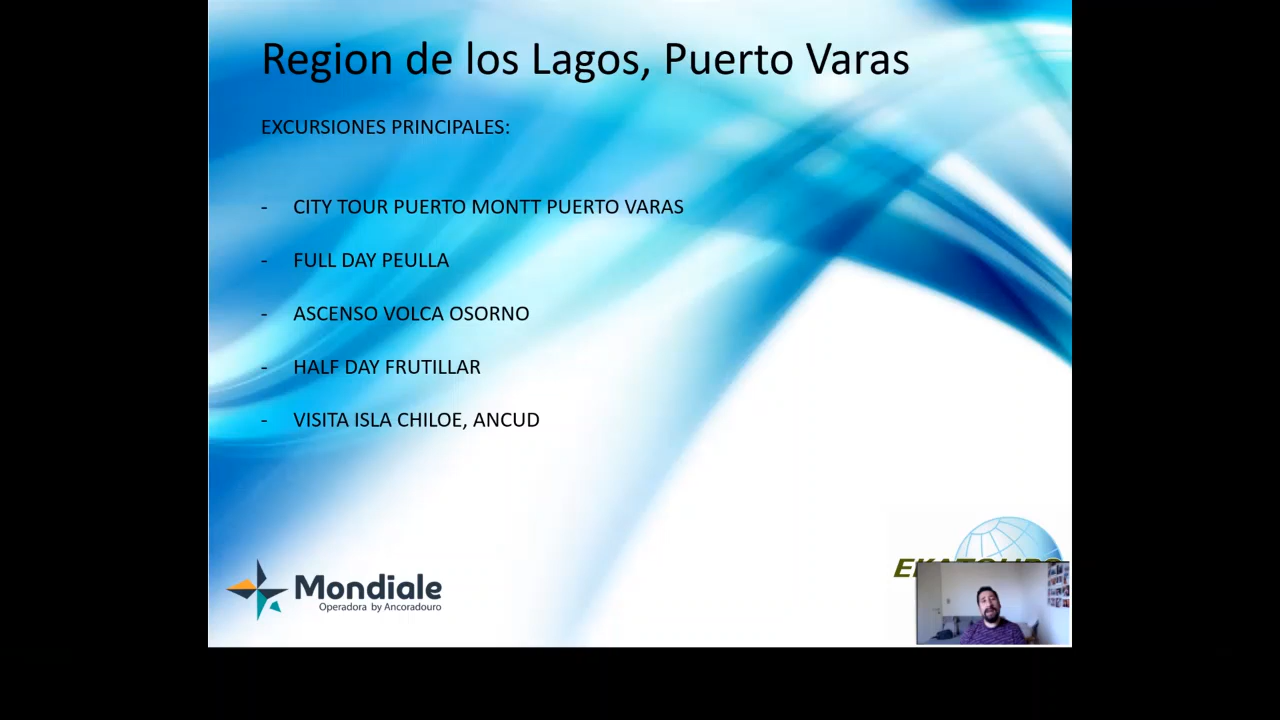 Region de los Lagos, Puerto Varas
EXCURSIONES PRINCIPALES:
- CITY TOUR PUERTO MONTT PUERTO VARAS
- FULL DAY PEULLA
- ASCENSO VOLCA OSORNO
- HALF DAY FRUTILLAR
- VISITA ISLA CHILOE, ANCUD
Mondiale
Operadora by Ancoradouro